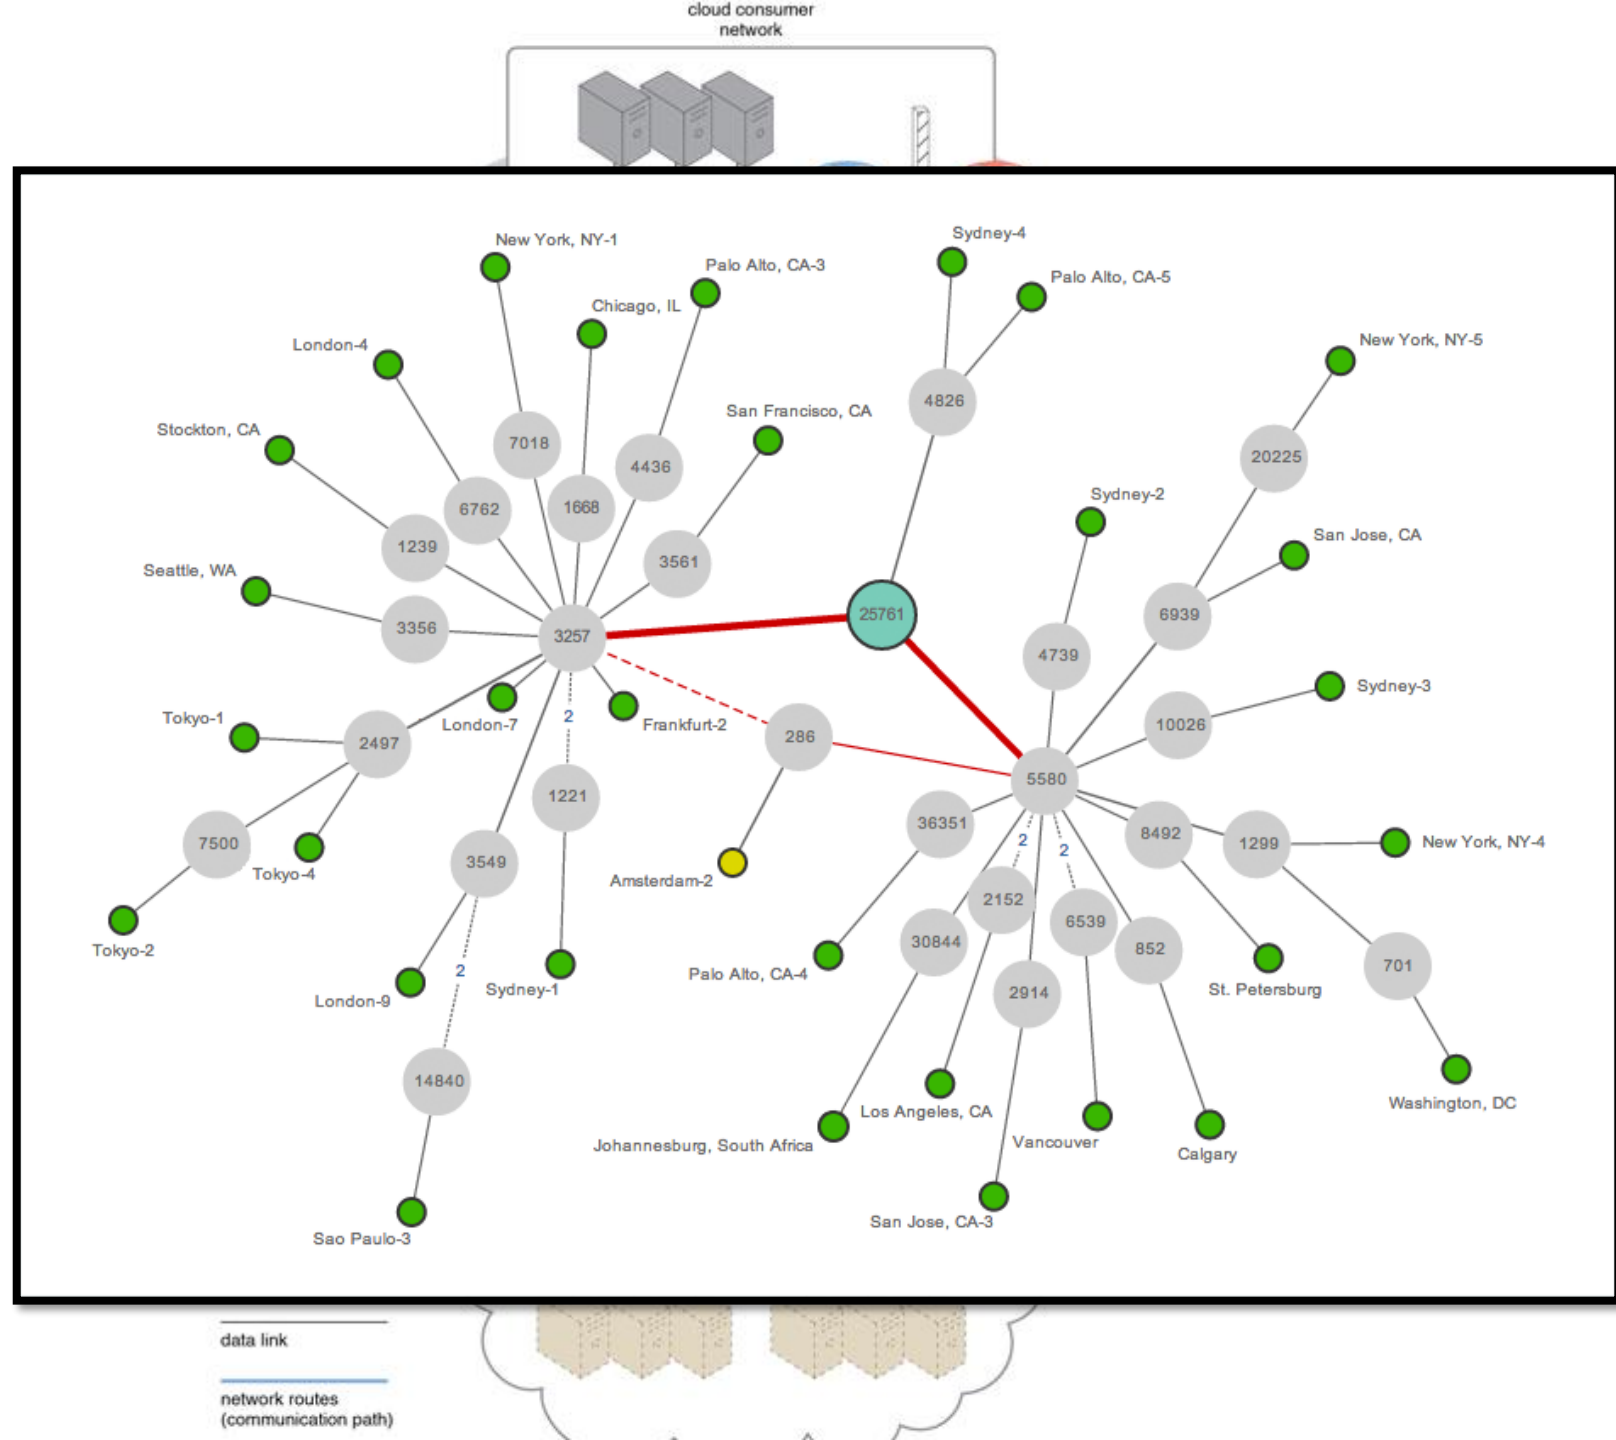 cloud consumer
network
Sydney-4
New York, NY-1
Palo Alto, CA-3
Palo Alto, CA-5
Chicago, IL
London-4
New York, NY-5
4826
San Francisco, CA
Stockton, CA
7018
20225
4436
Sydney-2
6762
1668
San Jose, CA
1239
3561
Seattle, WA
25761
6939
3356
3257
4739
Sydney-3
2
Tokyo-1
London-7
Frankfurt-2
10026
2497
286
5580
1221
36351
8492
1299
New York, NY-4
2
2
7500
3549
Tokyo-4
Amsterdam-2
2152
6539
30844
852
Tokyo-2
2
Palo Alto, CA-4
701
Sydney-1
London-9
2914
St. Petersburg
14840
Los Angeles, CA
Washington, DC
Johannesburg, South Africa
Vancouver
Calgary
San Jose, CA-3
Sao Paulo-3
data link
network routes
(communication path)